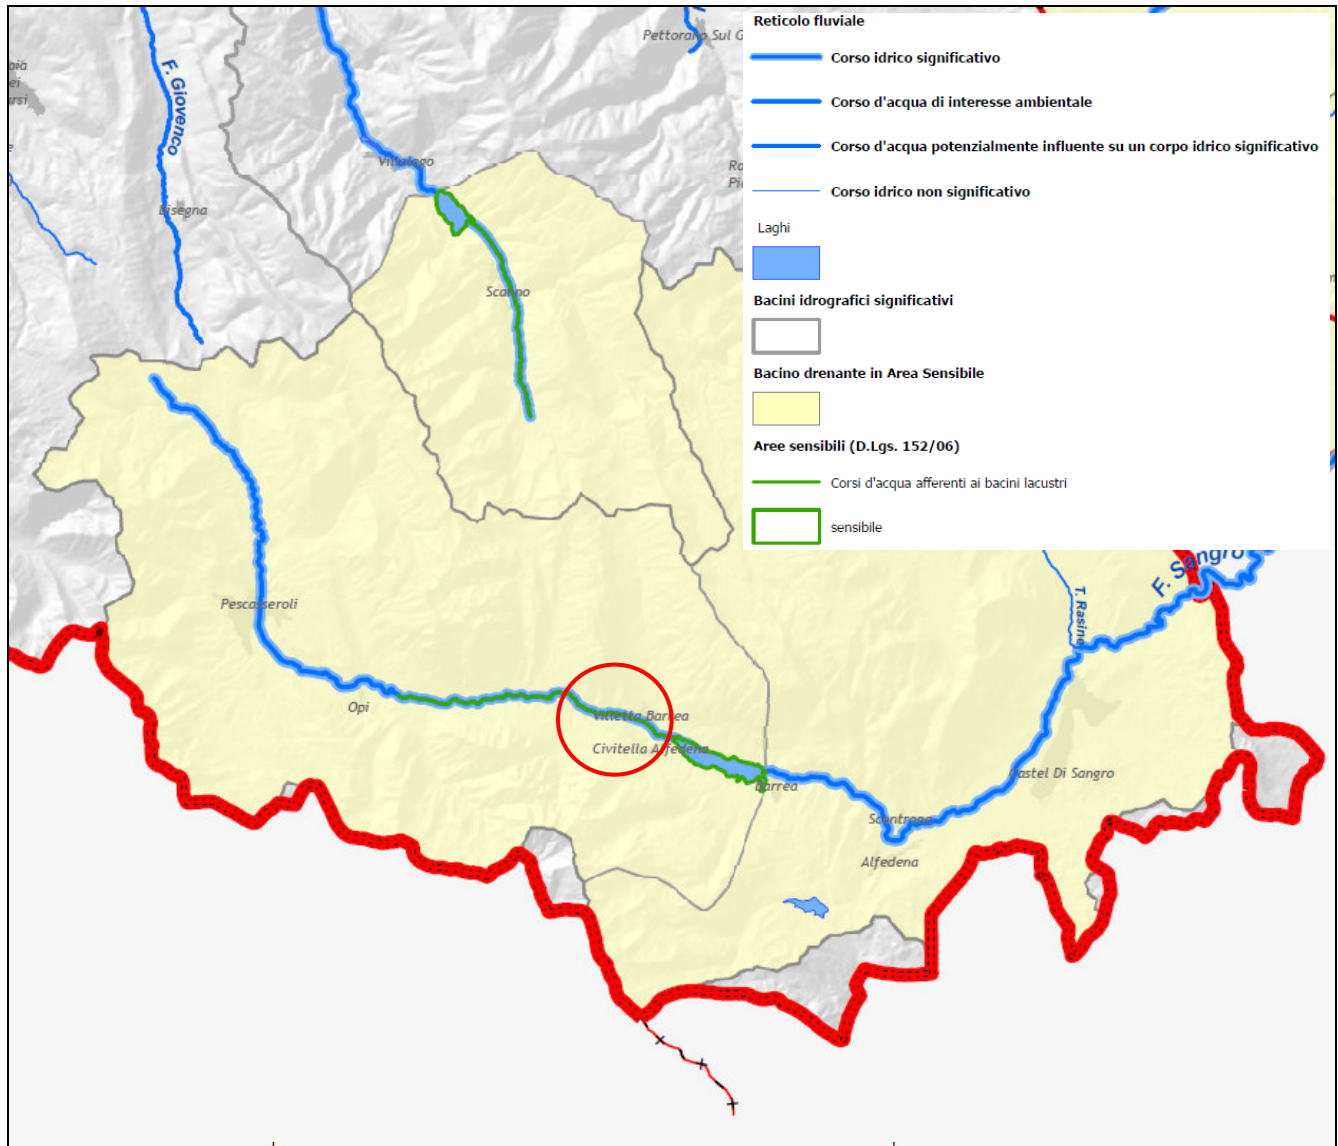 Reticolo fluviale
Corso idrico significativo
Corso d'acqua di interesse ambientale
Corso d'acqua potenzialmente influente su un corpo idrico significativo
Corso idrico non significativo
Laghi
Bacini idrografici significativi
Bacino drenante in Area Sensibile
Aree sensibili (D.Lgs. 152/06)
Corsi d'acqua afferenti ai bacini lacustri
sensibile
Pettorano Sul G
F. Giovenco
Villalago
Bisegna
Scanno
Pescasseroli
Opi
Villetta Barrea
Civitella Alfedena
Barrea
Scontrone
Alfedena
Castel Di Sangro
T. Rasine
F. Sangro